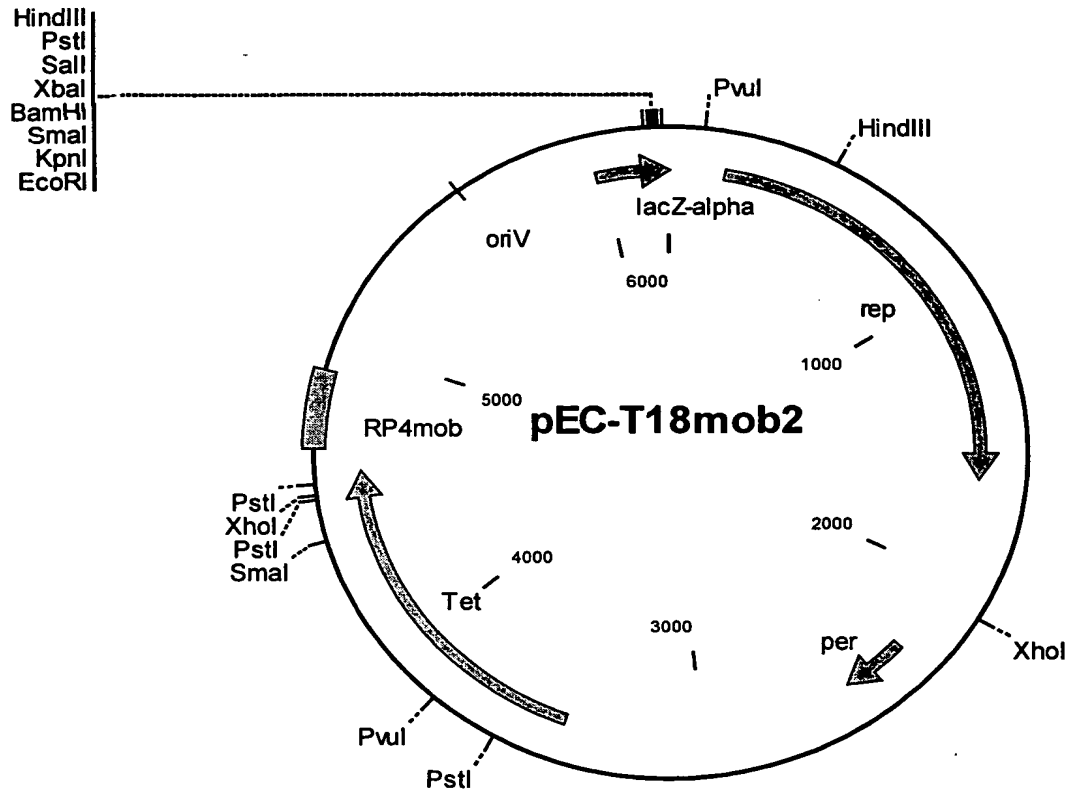 HindIII
PstI
SalI
XbaI
BamHI
SmaI
KpnI
EcoRI
PvuI
HindIII
lacZ-alpha
oriV
6000
rep
1000
5000
pEC-T18mob2
RP4mob
PstI
XhoI
PstI
SmaI
2000
4000
Tet
3000
per
XhoI
PvuI
PstI